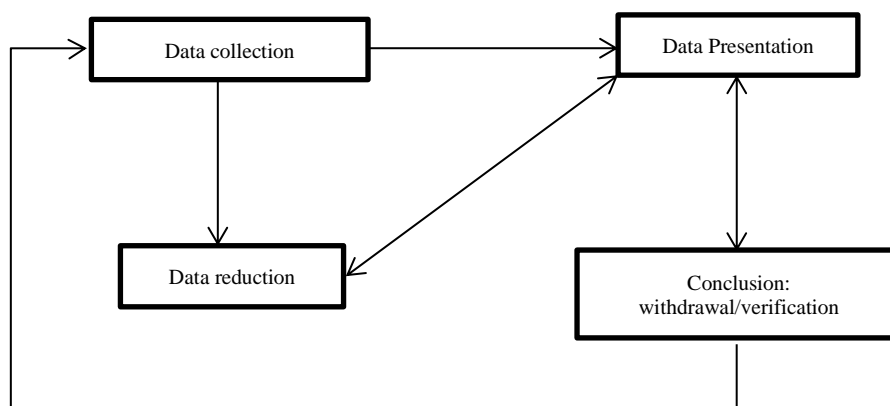 Data collection
Data Presentation
Data reduction
Conclusion:
withdrawal/verification